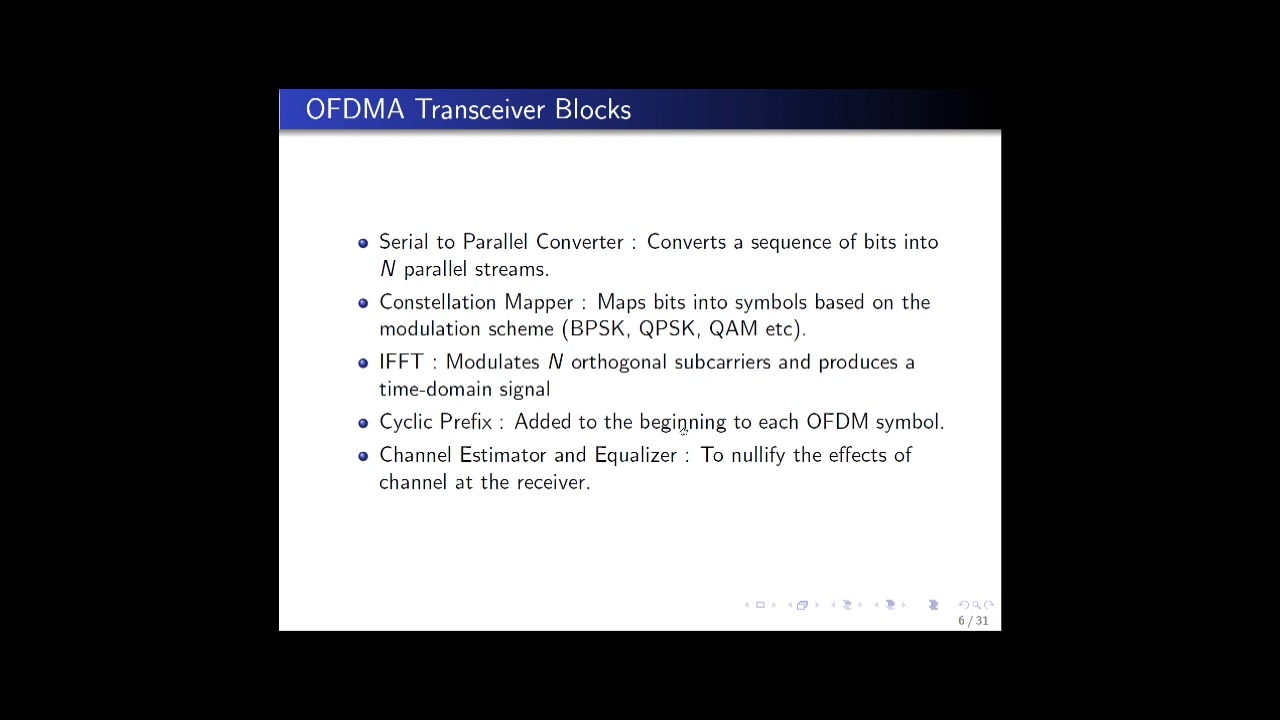 OFDMA Transceiver Blocks
Serial to Parallel Converter : Converts a sequence of bits into
N parallel streams.
Constellation Mapper : Maps bits into symbols based on the
modulation scheme (BPSK, QPSK, QAM etc).
IFFT : Modulates N orthogonal subcarriers and produces a
time-domain signal
Cyclic Prefix : Added to the beginning to each OFDM symbol.
Channel Estimator and Equalizer : To nullify the effects of
channel at the receiver.
6 / 31